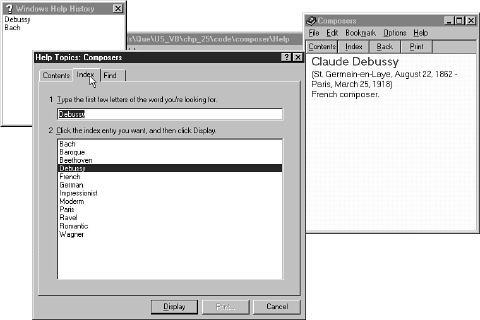 Windows Help History
Debussy
Bach
s\Que\US_VB\chp_25\code\composer\Help
Help Topics: Composers
Contents Index Find
1 Type the first few letters of the word you're looking for.
Debussy
2 Click the index entry you want, and then click Display.
Bach
Baroque
Beethoven
Debussy
French
German
Impressionist
Moderm
Paris
Ravel
Romantic
Wagner
Display Print... Cancel
Composers
File Edit Bookmark Options Help
Contents Index Back Print
Claude Debussy
(St. Germain-en-Laye, August 22, 1862 -
Paris, March 25, 1918)
French composer.